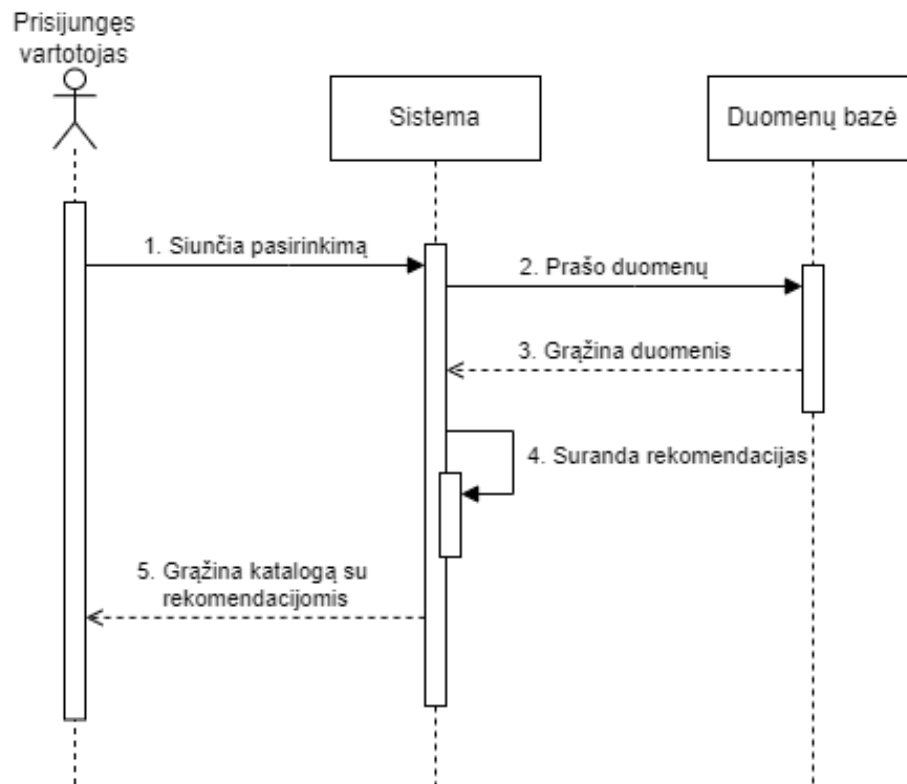 Prisijungęs
vartotojas
Sistema
Duomenų bazė
1. Siunčia pasirinkimą
2. Prašo duomenų
3. Grąžina duomenis
4. Suranda rekomendacijas
5. Grąžina katalogą su
rekomendacijomis